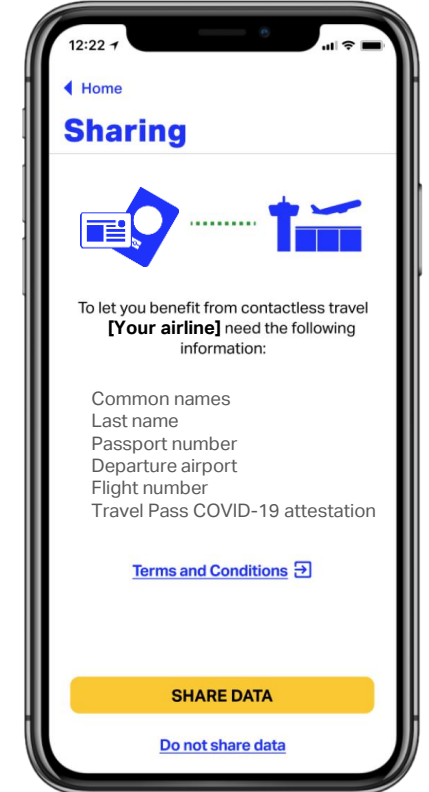 12:22
Home
Sharing
To let you benefit from contactless travel
[Your airline] need the following
information:
Common names
Last name
Passport number
Departure airport
Flight number
Travel Pass COVID-19 attestation
Terms and Conditions
SHARE DATA
Do not share data